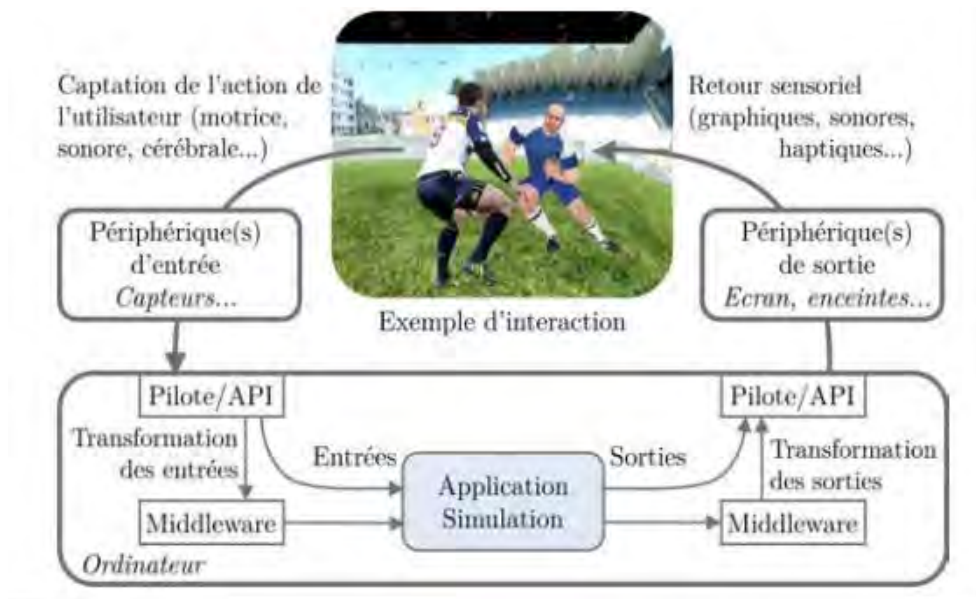 Captation de l'action de
l'utilisateur (motrice,
sonore, cérébrale...)
Retour sensoriel
(graphiques, sonores,
haptiques...)
Périphérique(s)
d'entrée
Capteurs...
Périphérique(s)
de sortie
Ecran, enceintes...
Exemple d'interaction
Pilote/API
Pilote/API
Transformation
des entrées
Entrées
Sorties
Transformation
des sorties
Application
Simulation
Middleware
Middleware
Ordinateur